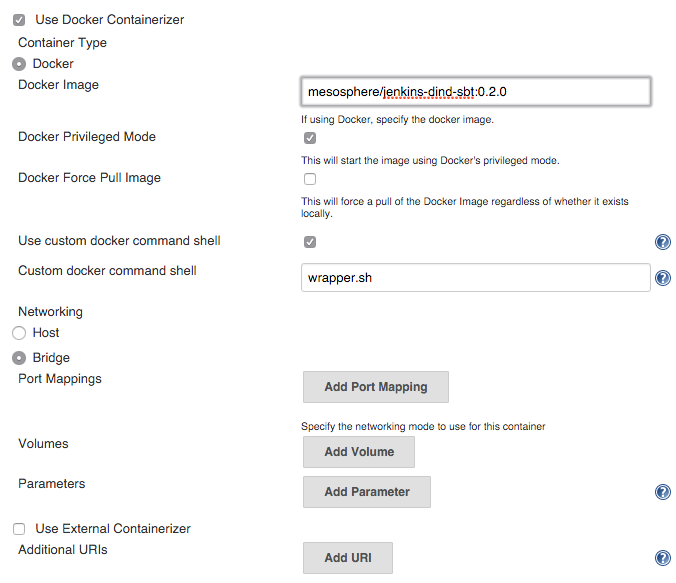 Use Docker Containerizer
Container Type
Docker
Docker Image
mesosphere/jenkins-dind-sbt:0.2.0
If using Docker, specify the docker image.
Docker Privileged Mode
This will start the image using Docker's privileged mode.
Docker Force Pull Image
This will force a pull of the Docker Image regardless of whether it exists
locally.
Use custom docker command shell
?
Custom docker command shell
wrapper.sh
?
Networking
Host
Bridge
Port Mappings
Add Port Mapping
Specify the networking mode to use for this container
Volumes
Add Volume
Parameters
Add Parameter
?
Use External Containerizer
Additional URIs
Add URI
?